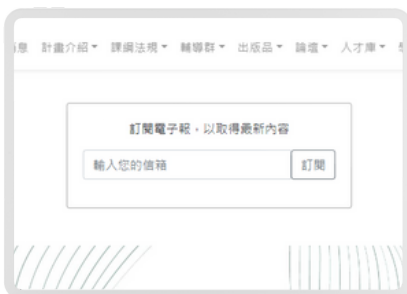 息 計畫介紹 課綱法規 輔導群 出版品 論壇 人才庫
訂閱電子報，以取得最新內容
輸入您的信箱 訂閱